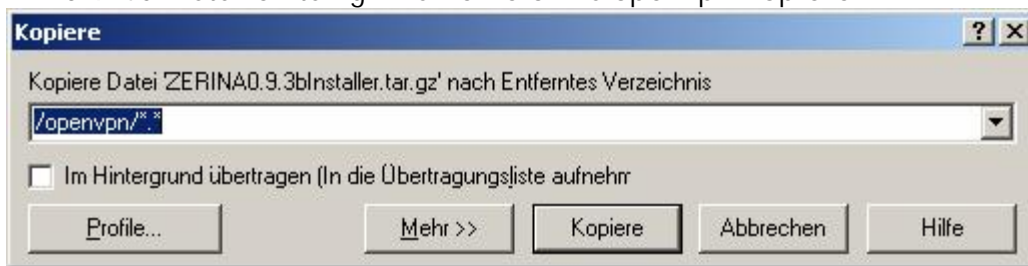 Kopiere
Kopiere Datei 'ZERINA0.9.3bInstaller.tar.gz' nach Entferntes Verzeichnis
/openvpn/*.*
Im Hintergrund übertragen (In die Übertragungsliste aufnehm
Profile...
Mehr >>
Kopiere
Abbrechen
Hilfe